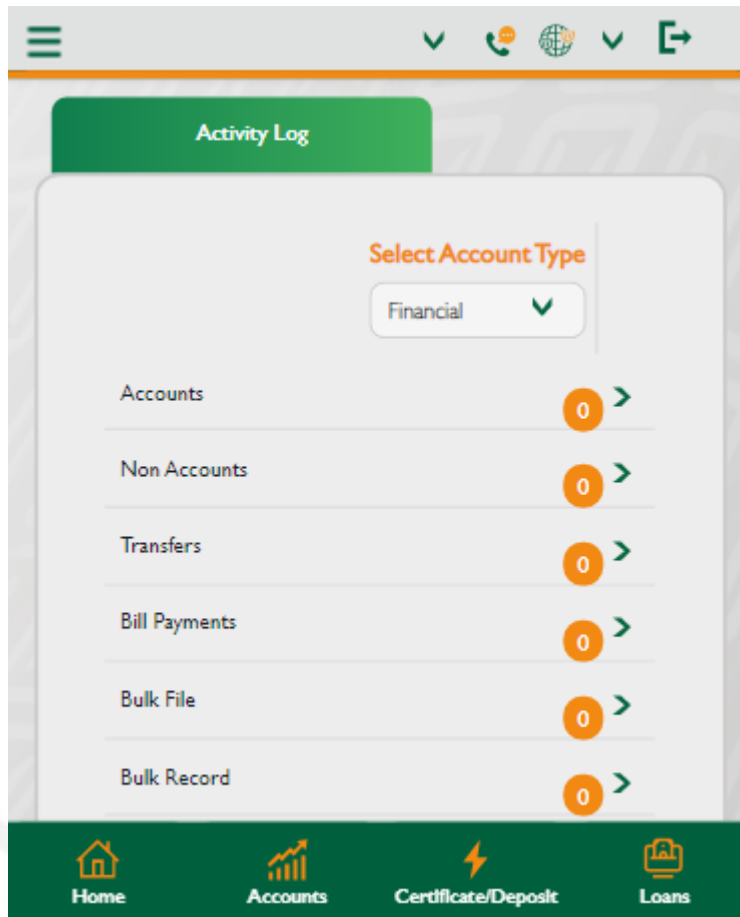 Activity Log
Select Account Type
Financial
Accounts 0
Non Accounts 0
Transfers 0
Bill Payments 0
Bulk File 0
Bulk Record 0
Home Accounts Certificate/Deposit Loans